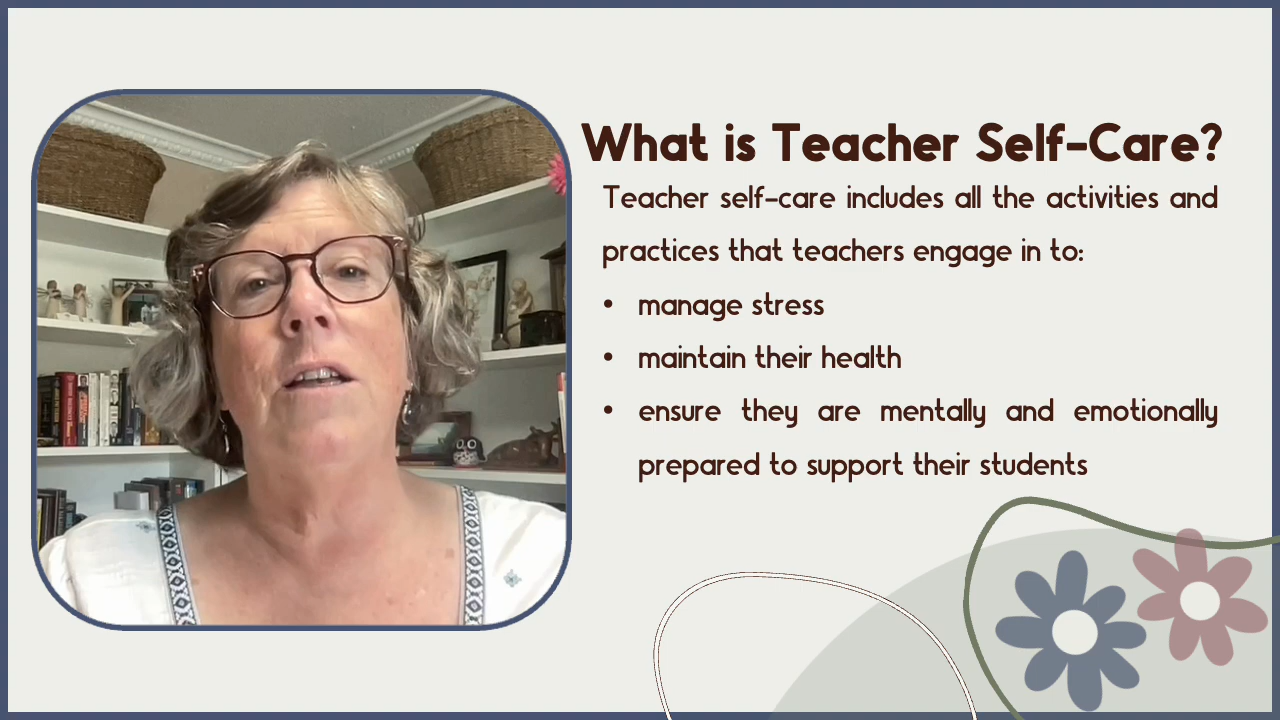 What is Teacher Self-Care?
Teacher self-care includes all the activities and
practices that teachers engage in to:
• manage stress
• maintain their health
• ensure they are mentally and emotionally
prepared to support their students